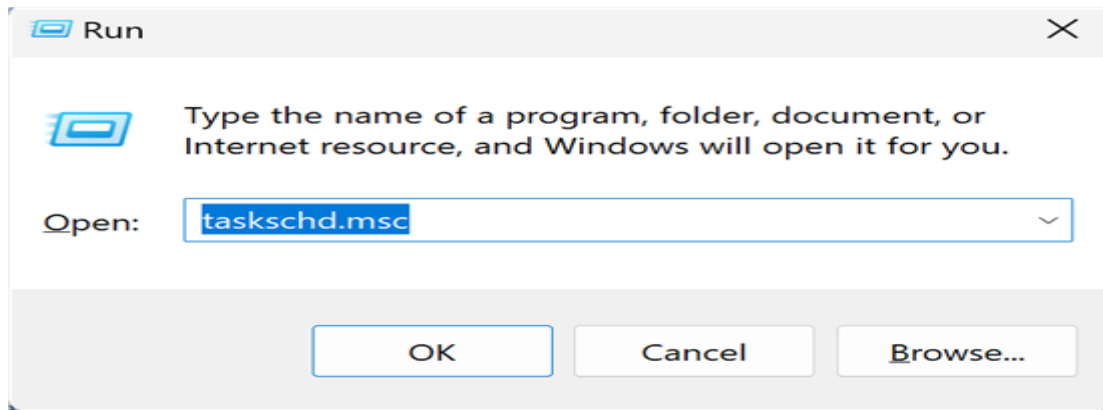 Run
Type the name of a program, folder, document, or
Internet resource, and Windows will open it for you.
Open:
taskschd.msc
OK
Cancel
Browse...